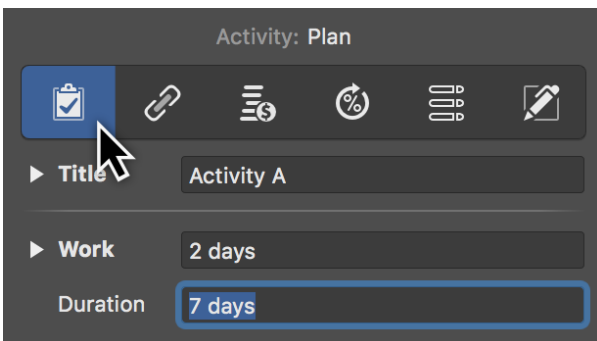 Activity: Plan
Title Activity A
Work 2 days
Duration 7 days